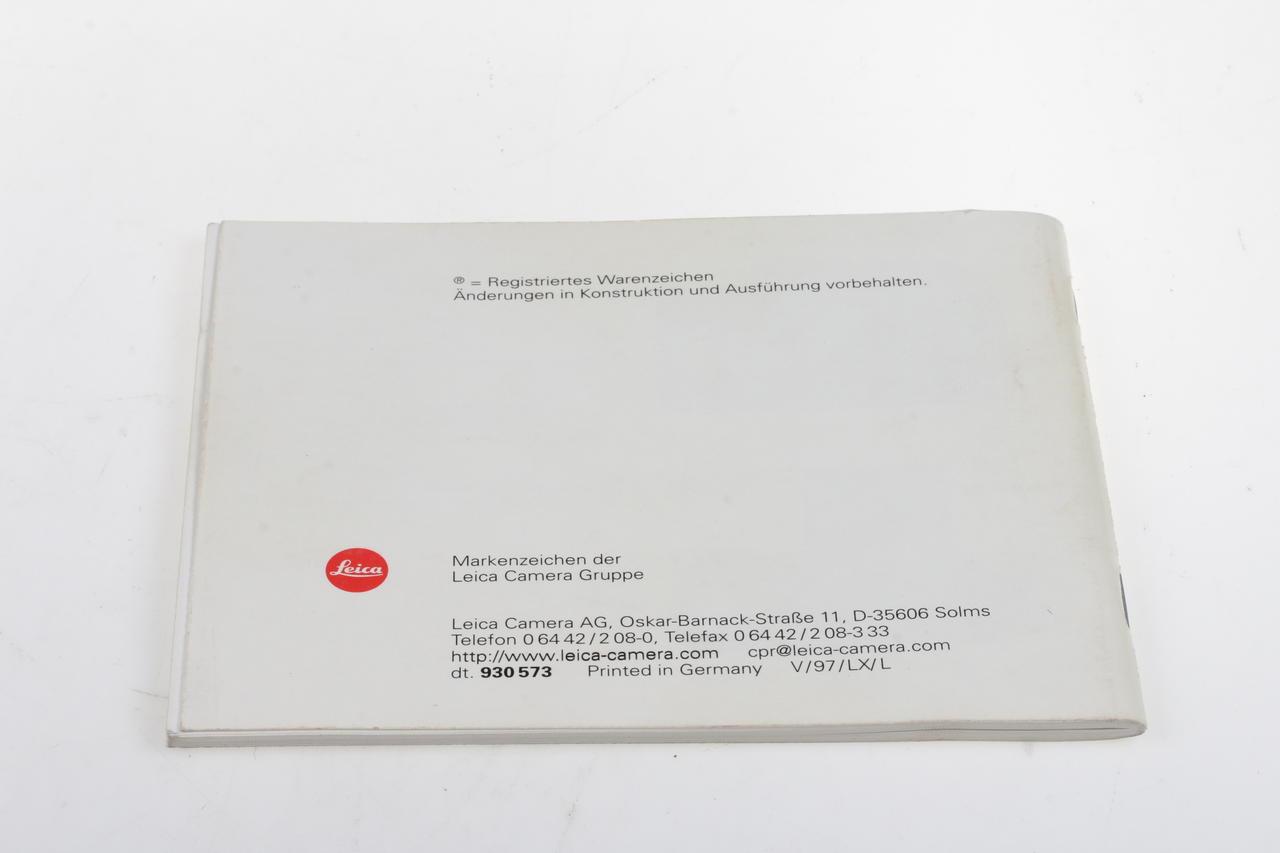 ® = Registriertes Warenzeichen
Änderungen in Konstruktion und Ausführung vorbehalten.
Leica
Markenzeichen der
Leica Camera Gruppe
Leica Camera AG, Oskar-Barnack-Straße 11, D-35606 Solms
Telefon 0 64 42 / 2 08-0, Telefax 0 64 42 / 2 08-3 33
http://www.leica-camera.com cpr@leica-camera.com
dt. 930 573 Printed in Germany V/97/LX/L